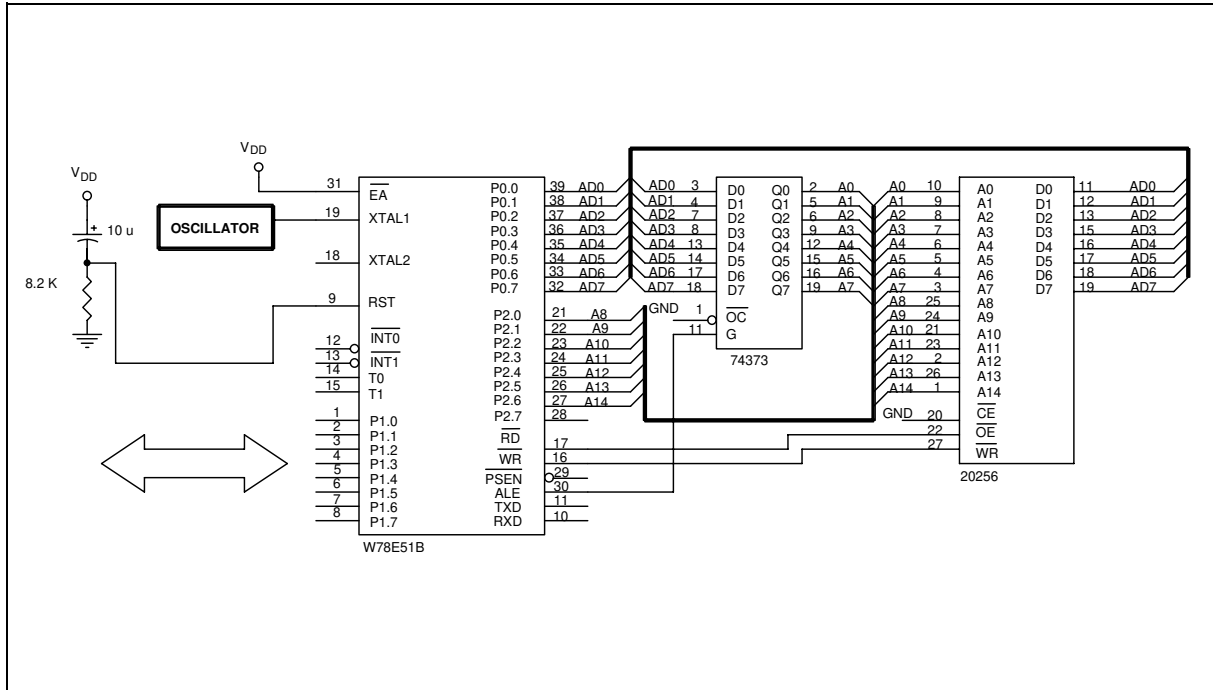 VDD
10 u
8.2 K
VDD
OSCILLATOR
31 EA
19 XTAL1
18 XTAL2
9 RST
12 INT0
13 INT1
14 T0
15 T1
1 P1.0
2 P1.1
3 P1.2
4 P1.3
5 P1.4
6 P1.5
7 P1.6
8 P1.7
P0.0 39 AD0
P0.1 38 AD1
P0.2 37 AD2
P0.3 36 AD3
P0.4 35 AD4
P0.5 34 AD5
P0.6 33 AD6
P0.7 32 AD7
P2.0 21 A8
P2.1 22 A9
P2.2 23 A10
P2.3 24 A11
P2.4 25 A12
P2.5 26 A13
P2.6 27 A14
P2.7 28
RD 17
WR 16
PSEN 29
ALE 30
TXD 11
RXD 10
W78E51B
AD0 3 D0 Q0 2 A0
AD1 4 D1 Q1 5 A1
AD2 7 D2 Q2 6 A2
AD3 8 D3 Q3 9 A3
AD4 13 D4 Q4 12 A4
AD5 14 D5 Q5 15 A5
AD6 17 D6 Q6 16 A6
AD7 18 D7 Q7 19 A7
GND 1 OC
11 G
74373
A0 10 A0 D0 11 AD0
A1 9 A1 D1 12 AD1
A2 8 A2 D2 13 AD2
A3 7 A3 D3 15 AD3
A4 6 A4 D4 16 AD4
A5 5 A5 D5 17 AD5
A6 4 A6 D6 18 AD6
A7 3 A7 D7 19 AD7
A8 25 A8
A9 24 A9
A10 21 A10
A11 23 A11
A12 2 A12
A13 26 A13
A14 1 A14
GND 20 CE
22 OE
27 WR
20256